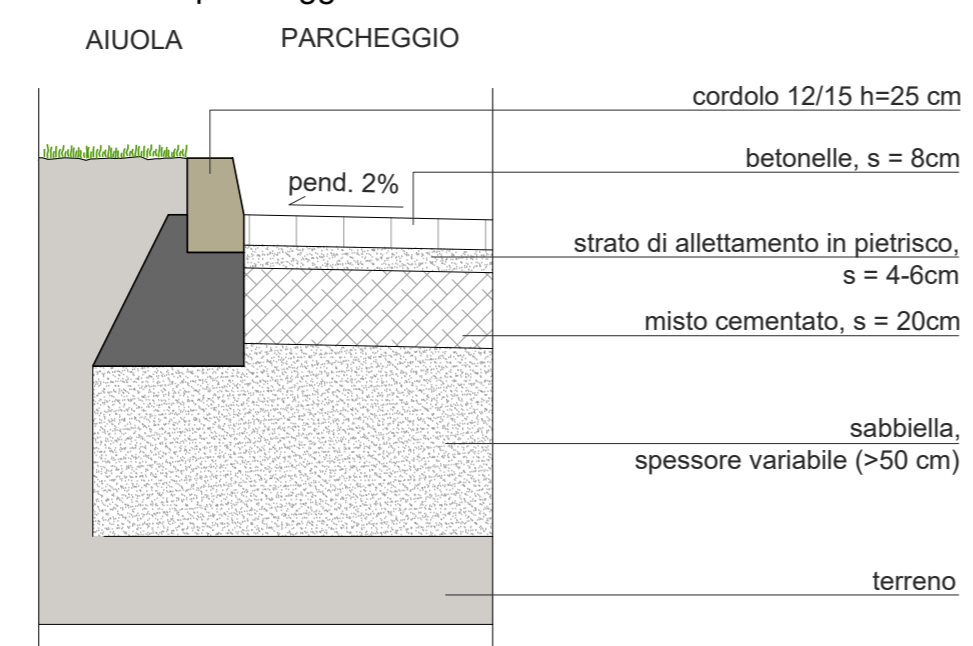 AIUOLA PARCHEGGIO
cordolo 12/15 h=25 cm
betonelle, s = 8cm
pend. 2%
strato di allettamento in pietrisco,
s = 4-6cm
misto cementato, s = 20cm
sabbiella,
spessore variabile (>50 cm)
terreno